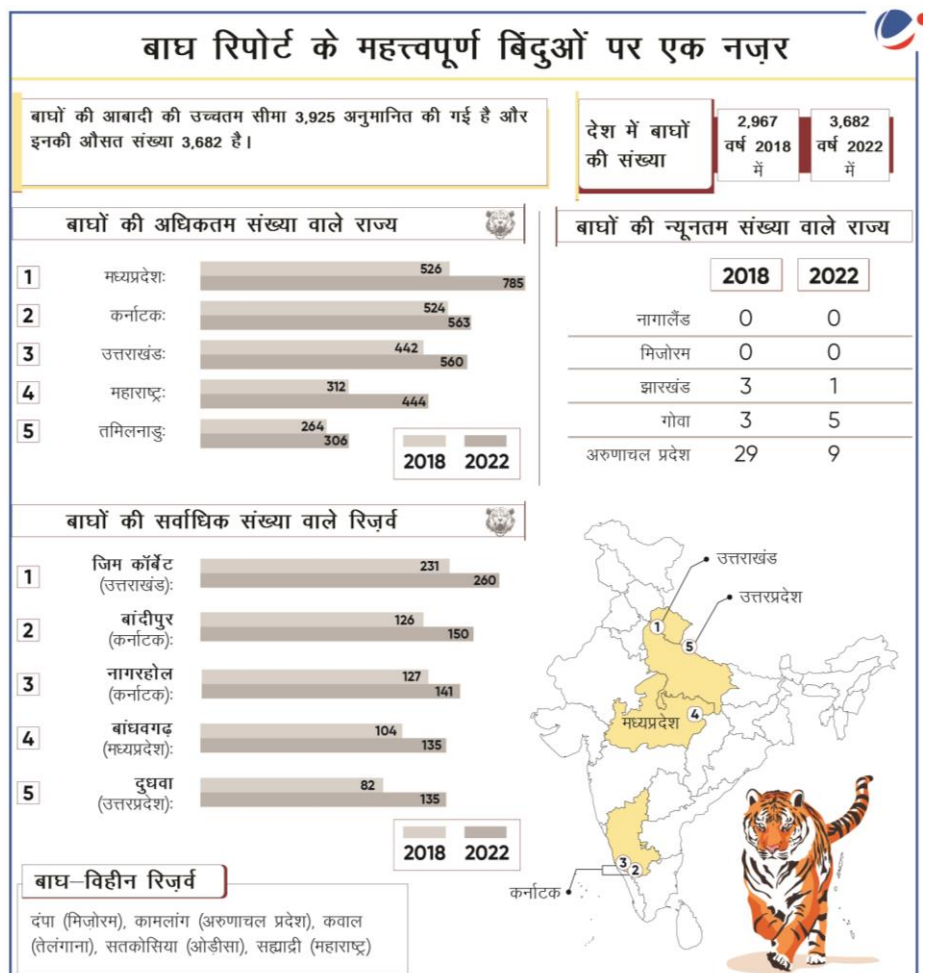 बाघ रिपोर्ट के महत्त्वपूर्ण बिंदुओं पर एक नज़र
बाघों की आबादी की उच्चतम सीमा 3,925 अनुमानित की गई है और
इनकी औसत संख्या 3,682 है।
देश में बाघों
की संख्या
2,967
वर्ष 2018
में
3,682
वर्ष 2022
में
बाघों की अधिकतम संख्या वाले राज्य
1 मध्यप्रदेश: 526 785
2 कर्नाटक: 524 563
3 उत्तराखंड: 442 560
4 महाराष्ट्र: 312 444
5 तमिलनाडु: 264 306
2018 2022
बाघों की न्यूनतम संख्या वाले राज्य
2018 2022
नागालैंड 0 0
मिजोरम 0 0
झारखंड 3 1
गोवा 3 5
अरुणाचल प्रदेश 29 9
बाघों की सर्वाधिक संख्या वाले रिज़र्व
1 जिम कॉर्बेट
(उत्तराखंड): 231 260
2 बांदीपुर
(कर्नाटक): 126 150
3 नागरहोल
(कर्नाटक): 127 141
4 बांधवगढ़
(मध्यप्रदेश): 104 135
5 दुधवा
(उत्तरप्रदेश): 82 135
2018 2022
उत्तराखंड
उत्तरप्रदेश
1
5
मध्यप्रदेश 4
3
2
कर्नाटक
बाघ–विहीन रिज़र्व
दंपा (मिज़ोरम), कामलांग (अरुणाचल प्रदेश), कवाल
(तेलंगाना), सतकोसिया (ओड़ीसा), सह्याद्री (महाराष्ट्र)